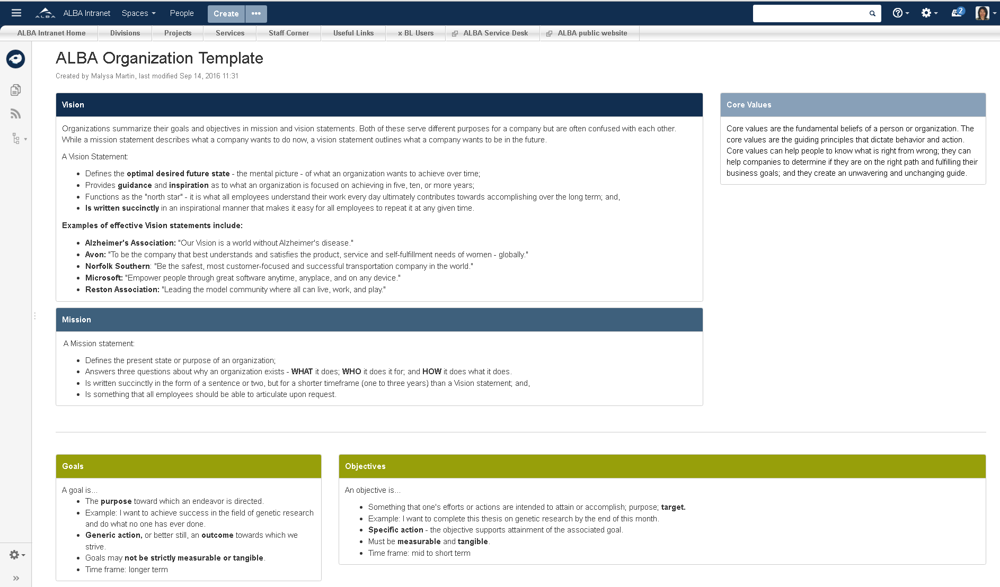 ALBA
ALBA Intranet
Spaces
People
Create
•••
2
ALBA Intranet Home
Divisions
Projects
Services
Staff Corner
Useful Links
x BL Users
ALBA Service Desk
ALBA public website
ALBA Organization Template
Created by Malysa Martin, last modified Sep 14, 2016 11:31
Vision
Organizations summarize their goals and objectives in mission and vision statements. Both of these serve different purposes for a company but are often confused with each other.
While a mission statement describes what a company wants to do now, a vision statement outlines what a company wants to be in the future.
A Vision Statement:
• Defines the optimal desired future state - the mental picture - of what an organization wants to achieve over time;
• Provides guidance and inspiration as to what an organization is focused on achieving in five, ten, or more years;
• Functions as the "north star" - it is what all employees understand their work every day ultimately contributes towards accomplishing over the long term; and,
• Is written succinctly in an inspirational manner that makes it easy for all employees to repeat it at any given time.
Examples of effective Vision statements include:
• Alzheimer's Association: "Our Vision is a world without Alzheimer's disease."
• Avon: "To be the company that best understands and satisfies the product, service and self-fulfillment needs of women - globally."
• Norfolk Southern: "Be the safest, most customer-focused and successful transportation company in the world."
• Microsoft: "Empower people through great software anytime, anyplace, and on any device."
• Reston Association: "Leading the model community where all can live, work, and play."
Core Values
Core values are the fundamental beliefs of a person or organization. The
core values are the guiding principles that dictate behavior and action.
Core values can help people to know what is right from wrong; they can
help companies to determine if they are on the right path and fulfilling their
business goals; and they create an unwavering and unchanging guide.
Mission
A Mission statement:
• Defines the present state or purpose of an organization;
• Answers three questions about why an organization exists - WHAT it does; WHO it does it for; and HOW it does what it does.
• Is written succinctly in the form of a sentence or two, but for a shorter timeframe (one to three years) than a Vision statement; and,
• Is something that all employees should be able to articulate upon request.
Goals
A goal is...
• The purpose toward which an endeavor is directed.
• Example: I want to achieve success in the field of genetic research
and do what no one has ever done.
• Generic action, or better still, an outcome towards which we
strive.
• Goals may not be strictly measurable or tangible.
• Time frame: longer term
Objectives
An objective is...
• Something that one's efforts or actions are intended to attain or accomplish; purpose; target.
• Example: I want to complete this thesis on genetic research by the end of this month.
• Specific action - the objective supports attainment of the associated goal.
• Must be measurable and tangible.
• Time frame: mid to short term